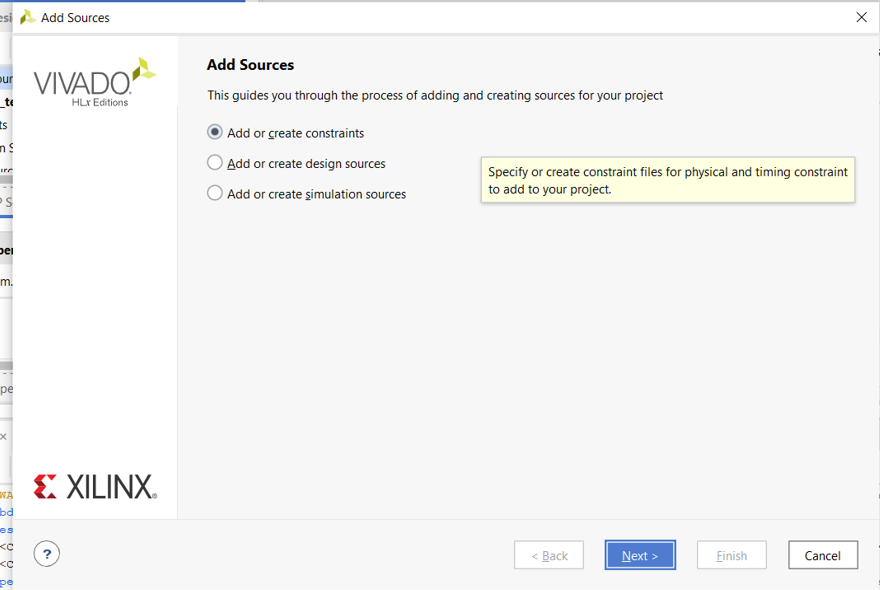 Add Sources
VIVADO.
HLx Editions
Add Sources
This guides you through the process of adding and creating sources for your project
Add or create constraints
Add or create design sources
Add or create simulation sources
Specify or create constraint files for physical and timing constraint
to add to your project.
XILINX®
?
< Back
Next >
Finish
Cancel